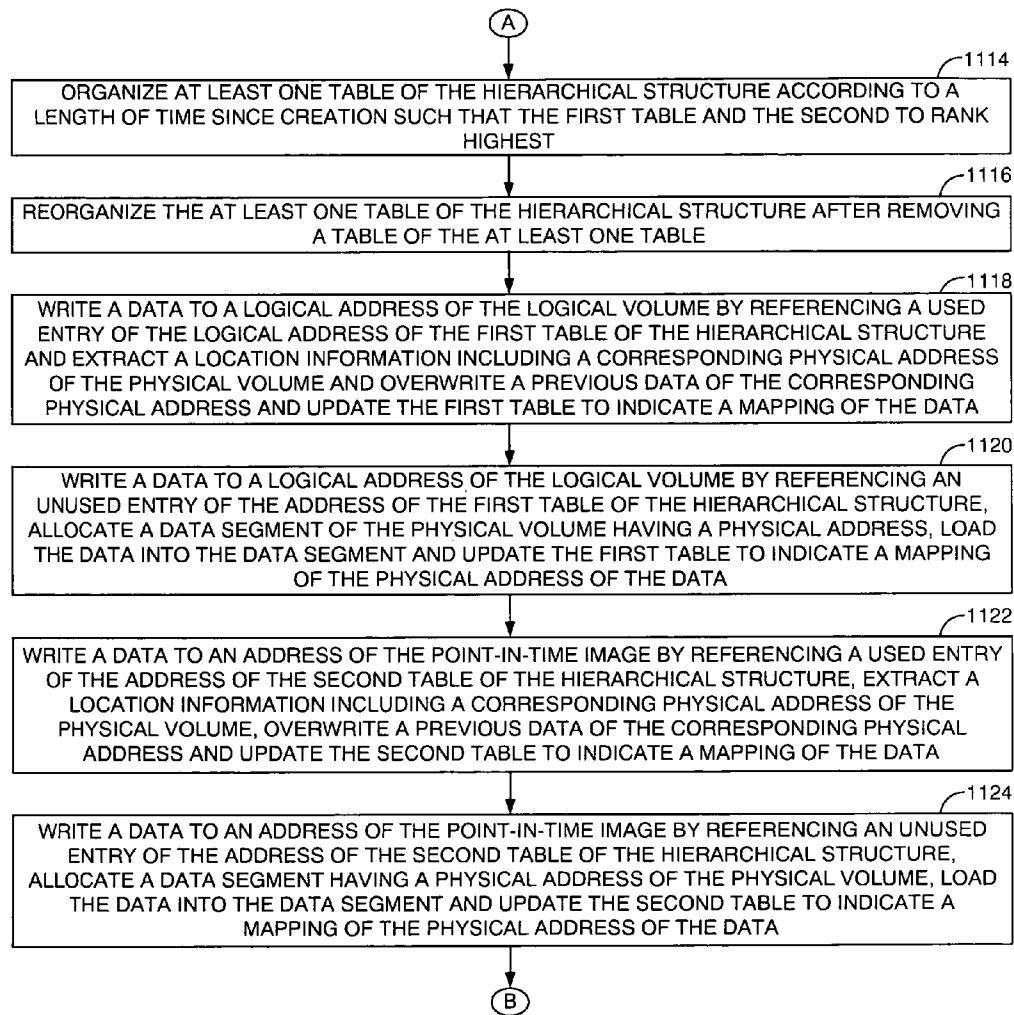 A
1114
ORGANIZE AT LEAST ONE TABLE OF THE HIERARCHICAL STRUCTURE ACCORDING TO A
LENGTH OF TIME SINCE CREATION SUCH THAT THE FIRST TABLE AND THE SECOND TO RANK
HIGHEST
1116
REORGANIZE THE AT LEAST ONE TABLE OF THE HIERARCHICAL STRUCTURE AFTER REMOVING
A TABLE OF THE AT LEAST ONE TABLE
1118
WRITE A DATA TO A LOGICAL ADDRESS OF THE LOGICAL VOLUME BY REFERENCING A USED
ENTRY OF THE LOGICAL ADDRESS OF THE FIRST TABLE OF THE HIERARCHICAL STRUCTURE
AND EXTRACT A LOCATION INFORMATION INCLUDING A CORRESPONDING PHYSICAL ADDRESS
OF THE PHYSICAL VOLUME AND OVERWRITE A PREVIOUS DATA OF THE CORRESPONDING
PHYSICAL ADDRESS AND UPDATE THE FIRST TABLE TO INDICATE A MAPPING OF THE DATA
1120
WRITE A DATA TO A LOGICAL ADDRESS OF THE LOGICAL VOLUME BY REFERENCING AN
UNUSED ENTRY OF THE ADDRESS OF THE FIRST TABLE OF THE HIERARCHICAL STRUCTURE,
ALLOCATE A DATA SEGMENT OF THE PHYSICAL VOLUME HAVING A PHYSICAL ADDRESS, LOAD
THE DATA INTO THE DATA SEGMENT AND UPDATE THE FIRST TABLE TO INDICATE A MAPPING
OF THE PHYSICAL ADDRESS OF THE DATA
1122
WRITE A DATA TO AN ADDRESS OF THE POINT-IN-TIME IMAGE BY REFERENCING A USED ENTRY
OF THE ADDRESS OF THE SECOND TABLE OF THE HIERARCHICAL STRUCTURE, EXTRACT A
LOCATION INFORMATION INCLUDING A CORRESPONDING PHYSICAL ADDRESS OF THE
PHYSICAL VOLUME, OVERWRITE A PREVIOUS DATA OF THE CORRESPONDING PHYSICAL
ADDRESS AND UPDATE THE SECOND TABLE TO INDICATE A MAPPING OF THE DATA
1124
WRITE A DATA TO AN ADDRESS OF THE POINT-IN-TIME IMAGE BY REFERENCING AN UNUSED
ENTRY OF THE ADDRESS OF THE SECOND TABLE OF THE HIERARCHICAL STRUCTURE,
ALLOCATE A DATA SEGMENT HAVING A PHYSICAL ADDRESS OF THE PHYSICAL VOLUME, LOAD
THE DATA INTO THE DATA SEGMENT AND UPDATE THE SECOND TABLE TO INDICATE A
MAPPING OF THE PHYSICAL ADDRESS OF THE DATA
B